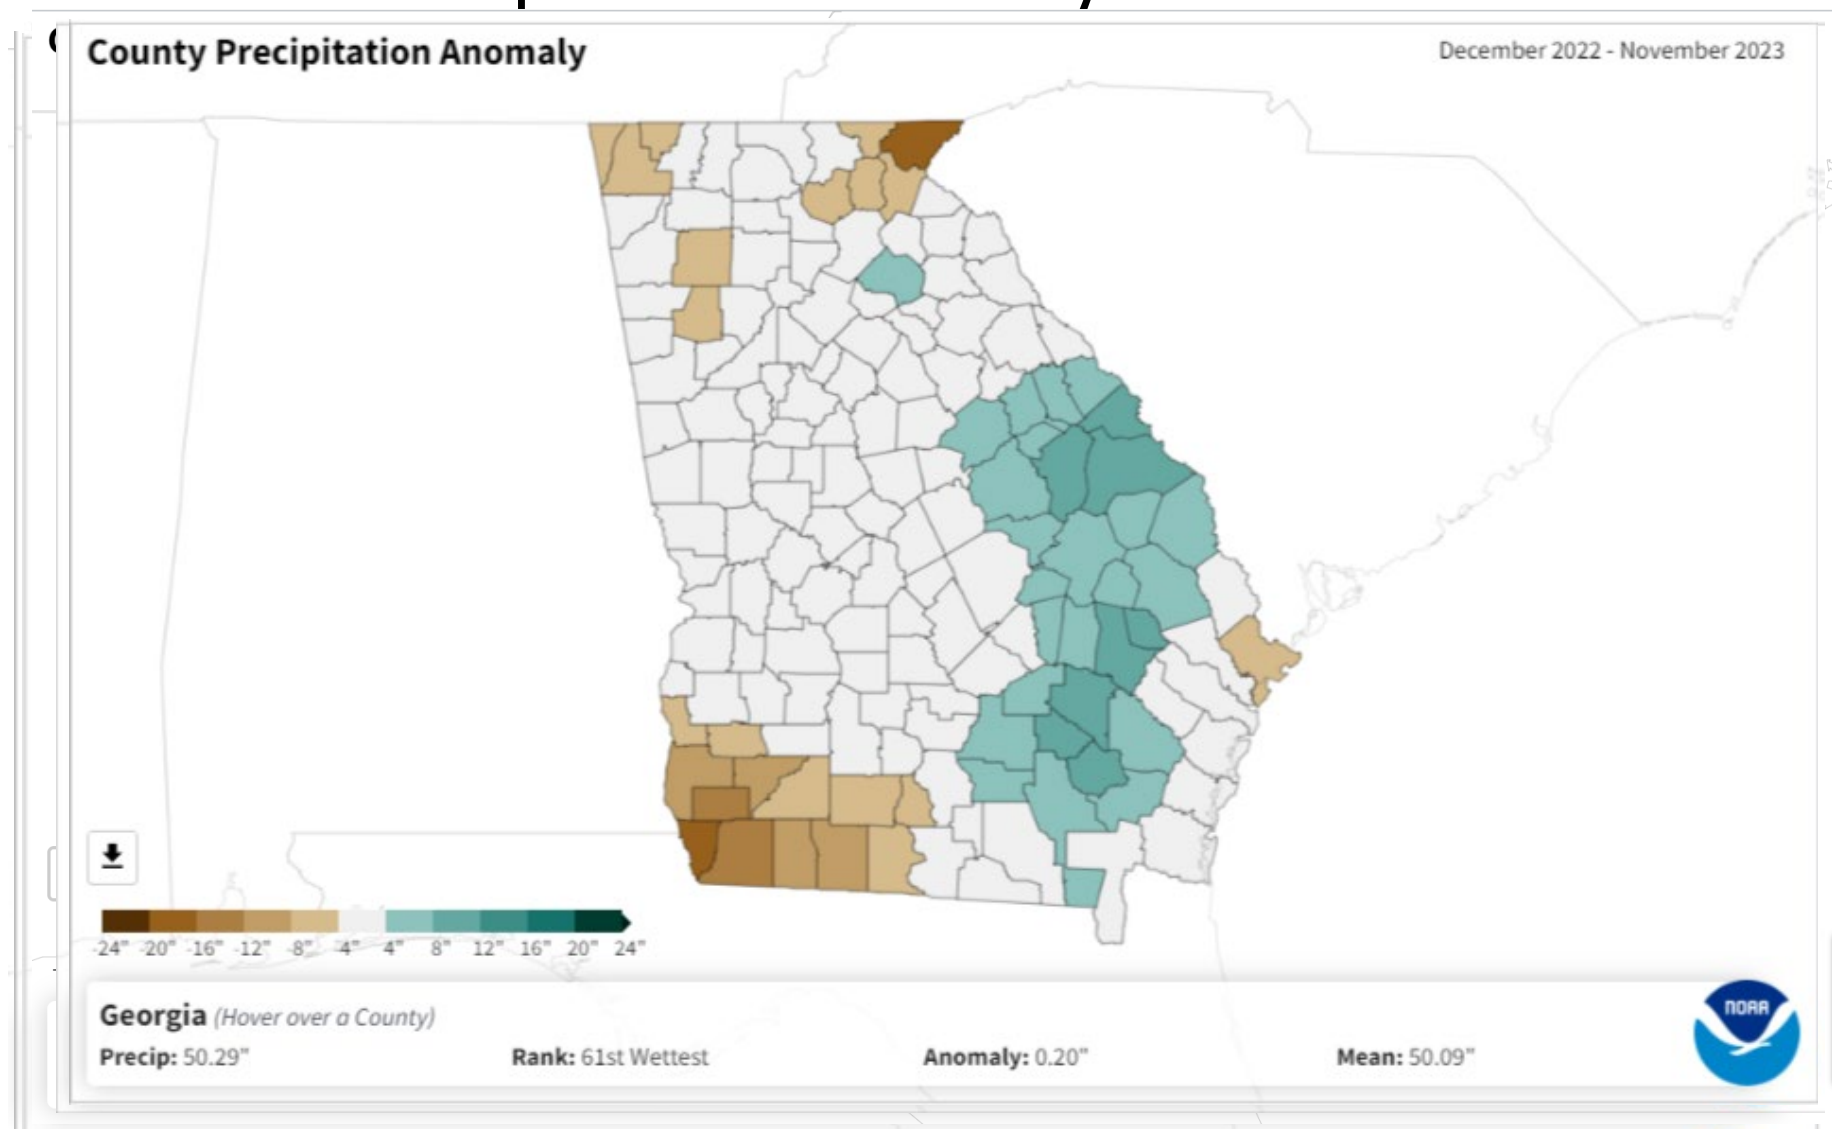 County Precipitation Anomaly
December 2022 - November 2023
-24" -20" -16" -12" -8" -4" 4" 8" 12" 16" 20" 24"
Georgia (Hover over a County)
Precip: 50.29" Rank: 61st Wettest Anomaly: 0.20" Mean: 50.09"
NOAA